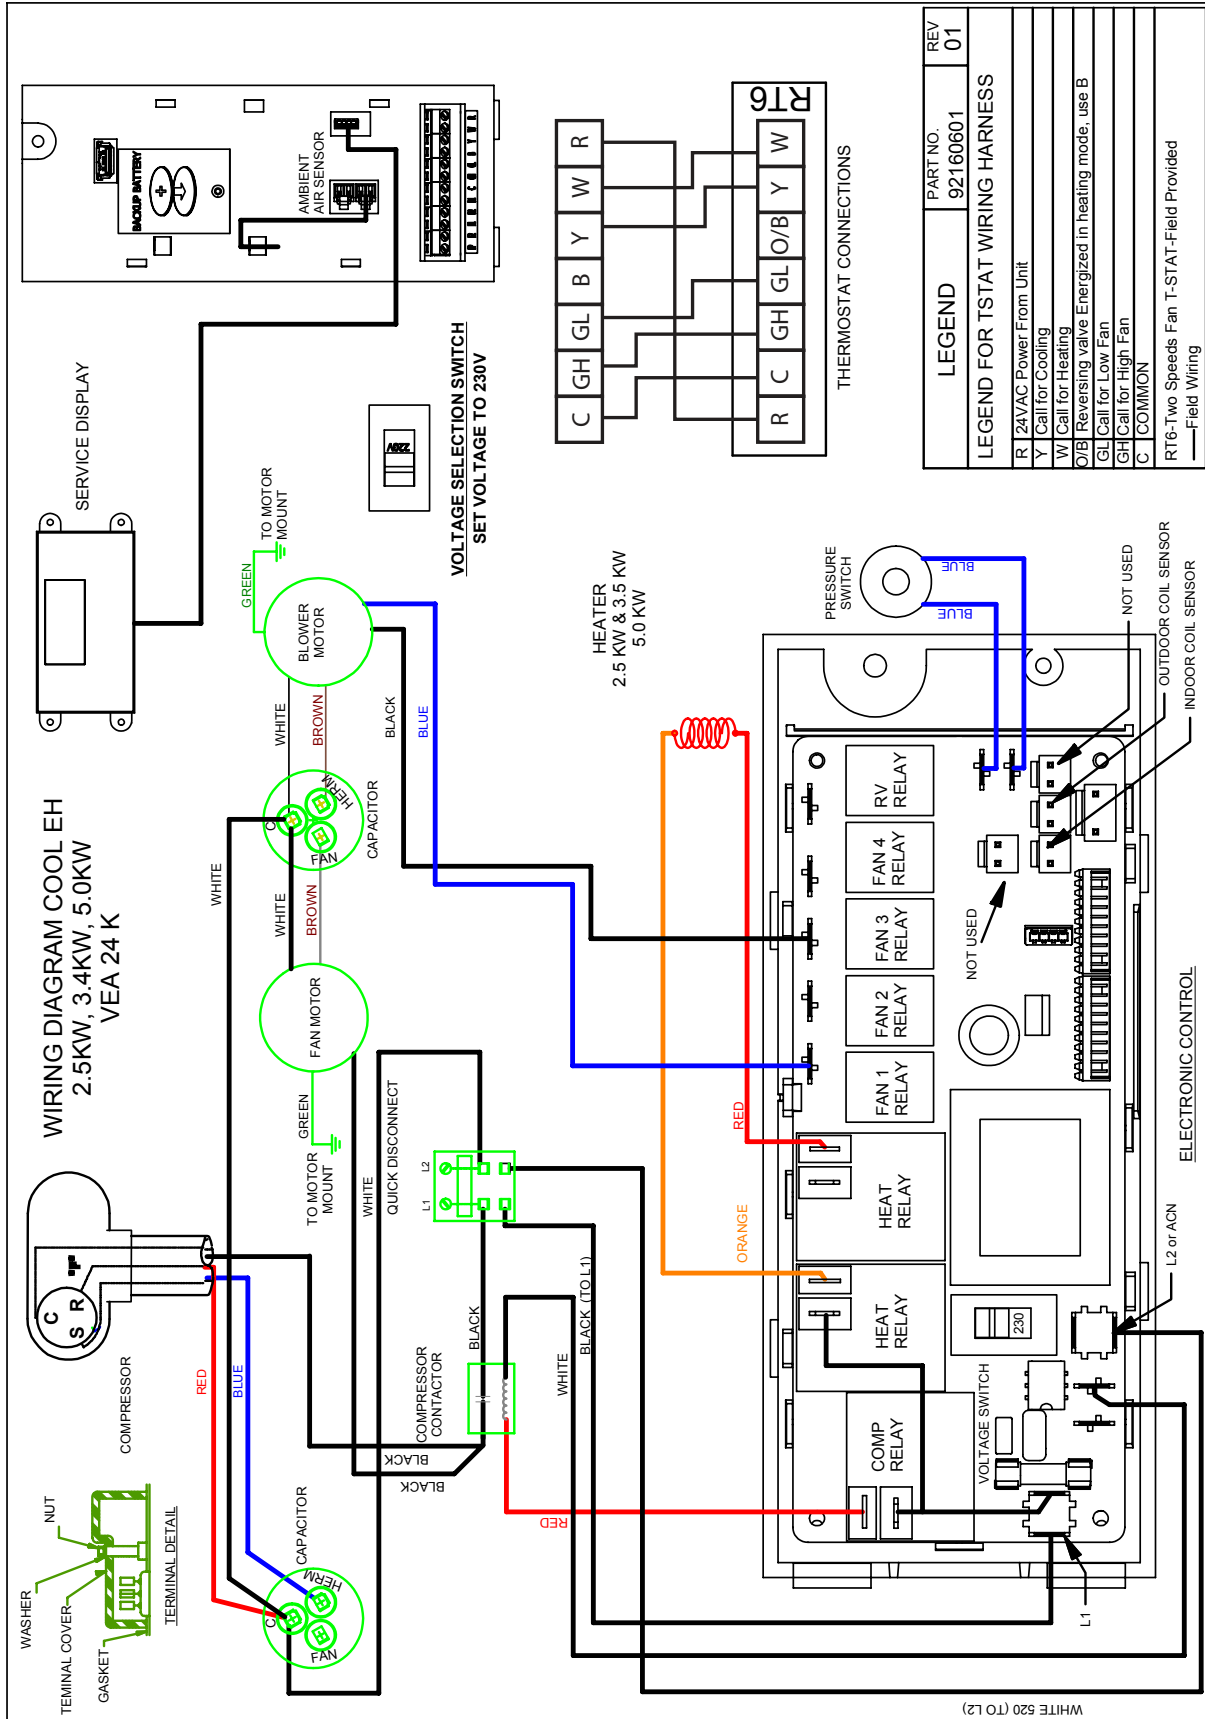 WIRING DIAGRAM COOL EH
2.5KW, 3.4KW, 5.0KW
VEA 24 K
SERVICE DISPLAY
BACKUP BATTERY
AMBIENT
AIR SENSOR
VOLTAGE SELECTION SWITCH
SET VOLTAGE TO 230V
220V
WASHER
NUT
TEMINAL COVER
GASKET
TERMINAL DETAIL
COMPRESSOR
C
S
R
RED
BLUE
CAPACITOR
C
HERM
FAN
TO MOTOR
MOUNT
GREEN
FAN MOTOR
WHITE
WHITE
BROWN
CAPACITOR
C
HERM
FAN
WHITE
BROWN
BLOWER
MOTOR
GREEN
TO MOTOR
MOUNT
BLACK
BLUE
BLACK
BLACK
COMPRESSOR
CONTACTOR
BLACK
WHITE
QUICK DISCONNECT
L1
L2
BLACK (TO L1)
WHITE
RED
ORANGE
RED
HEATER
2.5 KW & 3.5 KW
5.0 KW
PRESSURE
SWITCH
BLUE
BLUE
COMP
RELAY
HEAT
RELAY
HEAT
RELAY
FAN 1
RELAY
FAN 2
RELAY
FAN 3
RELAY
FAN 4
RELAY
RV
RELAY
VOLTAGE SWITCH
230
NOT USED
NOT USED
OUTDOOR COIL SENSOR
INDOOR COIL SENSOR
L1
L2 or ACN
ELECTRONIC CONTROL
WHITE 520 (TO L2)
C GH GL B Y W R
R C GH GL O/B Y W
RT6
THERMOSTAT CONNECTIONS
LEGEND
PART NO.
92160601
REV
01
LEGEND FOR TSTAT WIRING HARNESS
R 24VAC Power From Unit
Y Call for Cooling
W Call for Heating
O/B Reversing valve Energized in heating mode, use B
GL Call for Low Fan
GH Call for High Fan
C COMMON
RT6-Two Speeds Fan T-STAT-Field Provided
Field Wiring